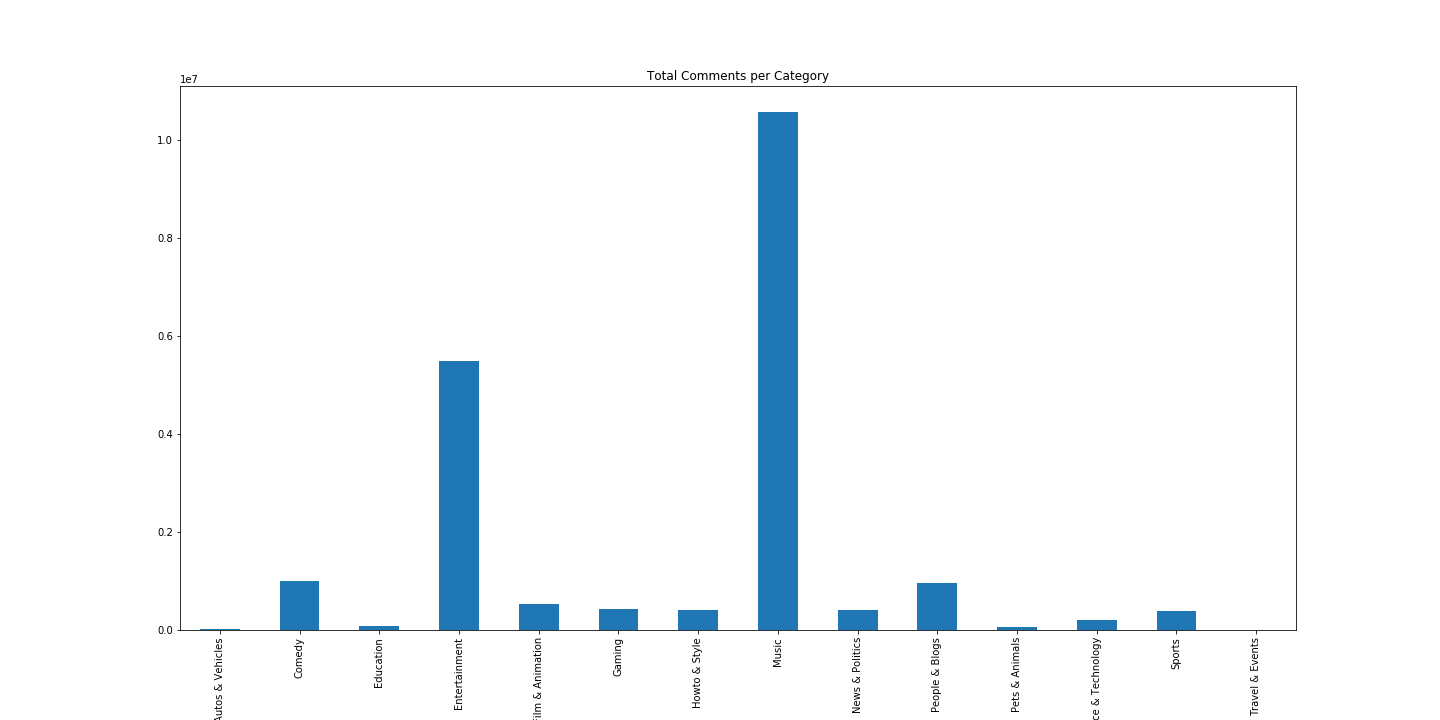 Total Comments per Category
1e7
1.0
0.8
0.6
0.4
0.2
0.0
Autos & Vehicles
Comedy
Education
Entertainment
ilm & Animation
Gaming
Howto & Style
Music
News & Politics
People & Blogs
Pets & Animals
ce & Technology
Sports
Travel & Events